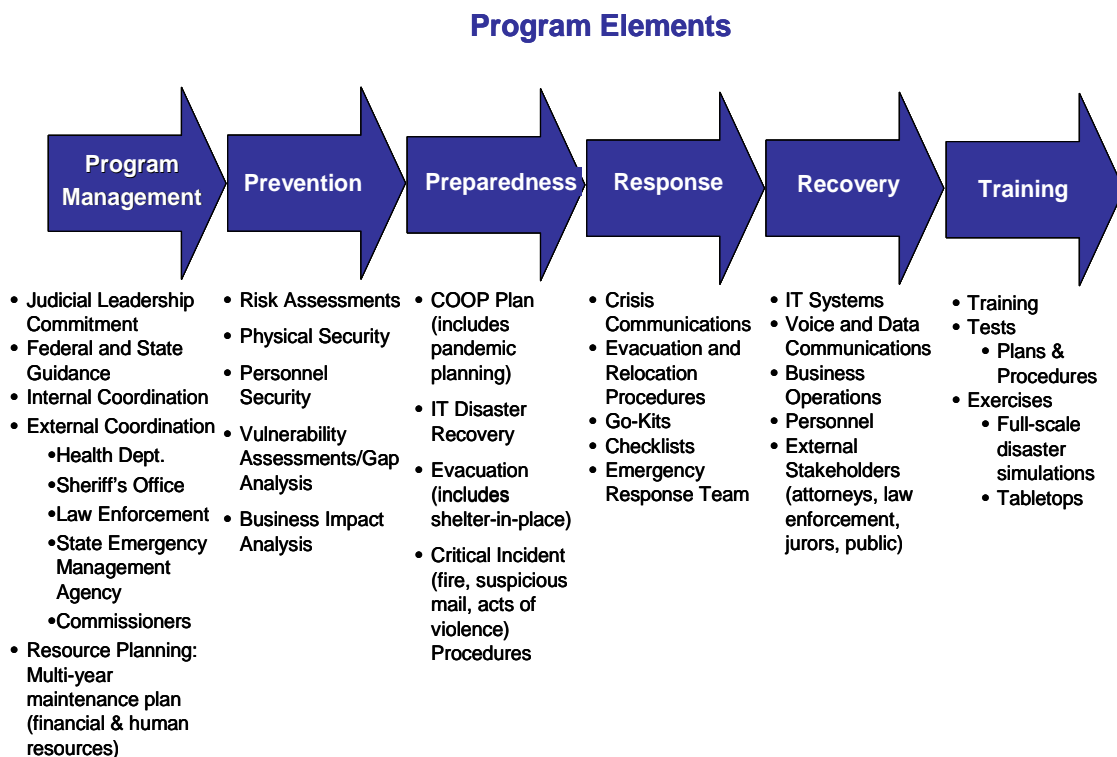 Program Elements
Program
Management
Prevention
Preparedness
Response
Recovery
Training
• Judicial Leadership
Commitment
• Federal and State
Guidance
• Internal Coordination
• External Coordination
•Health Dept.
•Sheriff's Office
•Law Enforcement
•State Emergency
Management
Agency
•Commissioners
• Resource Planning:
Multi-year
maintenance plan
(financial & human
resources)
• Risk Assessments
• Physical Security
• Personnel
Security
• Vulnerability
Assessments/Gap
Analysis
• Business Impact
Analysis
• COOP Plan
(includes
pandemic
planning)
• IT Disaster
Recovery
• Evacuation
(includes
shelter-in-place)
• Critical Incident
(fire, suspicious
mail, acts of
violence)
Procedures
• Crisis
Communications
• Evacuation and
Relocation
Procedures
• Go-Kits
• Checklists
• Emergency
Response Team
• IT Systems
• Voice and Data
Communications
• Business
Operations
• Personnel
• External
Stakeholders
(attorneys, law
enforcement,
jurors, public)
• Training
• Tests
• Plans &
Procedures
• Exercises
• Full-scale
disaster
simulations
• Tabletops